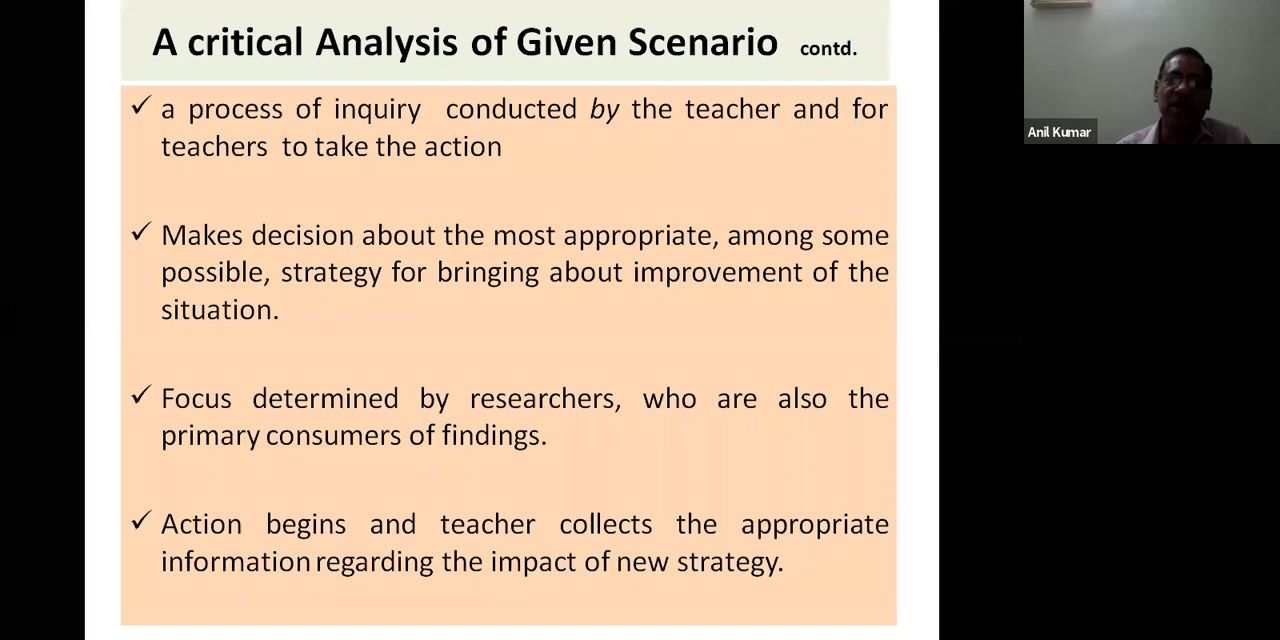 A critical Analysis of Given Scenario contd.
✓ a process of inquiry conducted by the teacher and for
teachers to take the action
✓ Makes decision about the most appropriate, among some
possible, strategy for bringing about improvement of the
situation.
✓ Focus determined by researchers, who are also the
primary consumers of findings.
✓ Action begins and teacher collects the appropriate
information regarding the impact of new strategy.
Anil Kumar